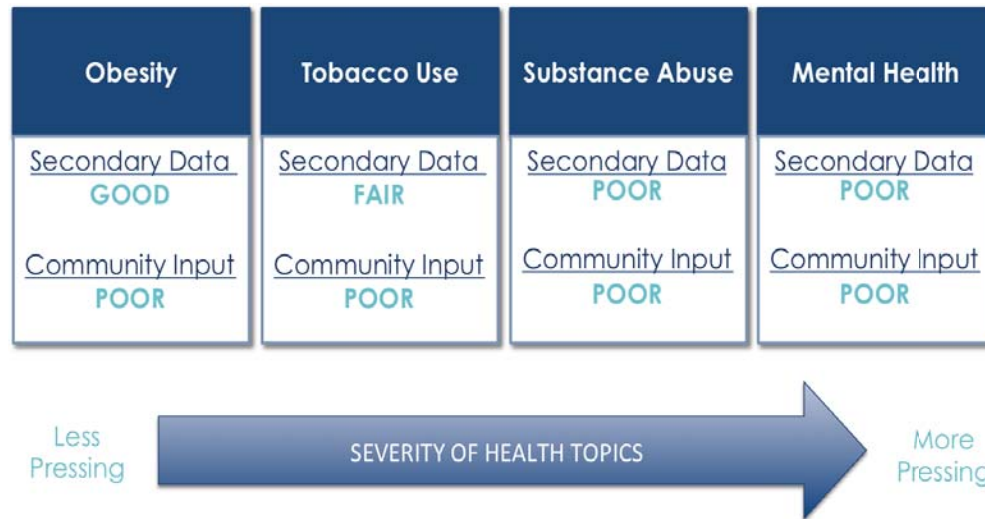 Obesity
Secondary Data
GOOD
Community Input
POOR
Tobacco Use
Secondary Data
FAIR
Community Input
POOR
Substance Abuse
Secondary Data
POOR
Community Input
POOR
Mental Health
Secondary Data
POOR
Community Input
POOR
Less
Pressing
SEVERITY OF HEALTH TOPICS
More
Pressing